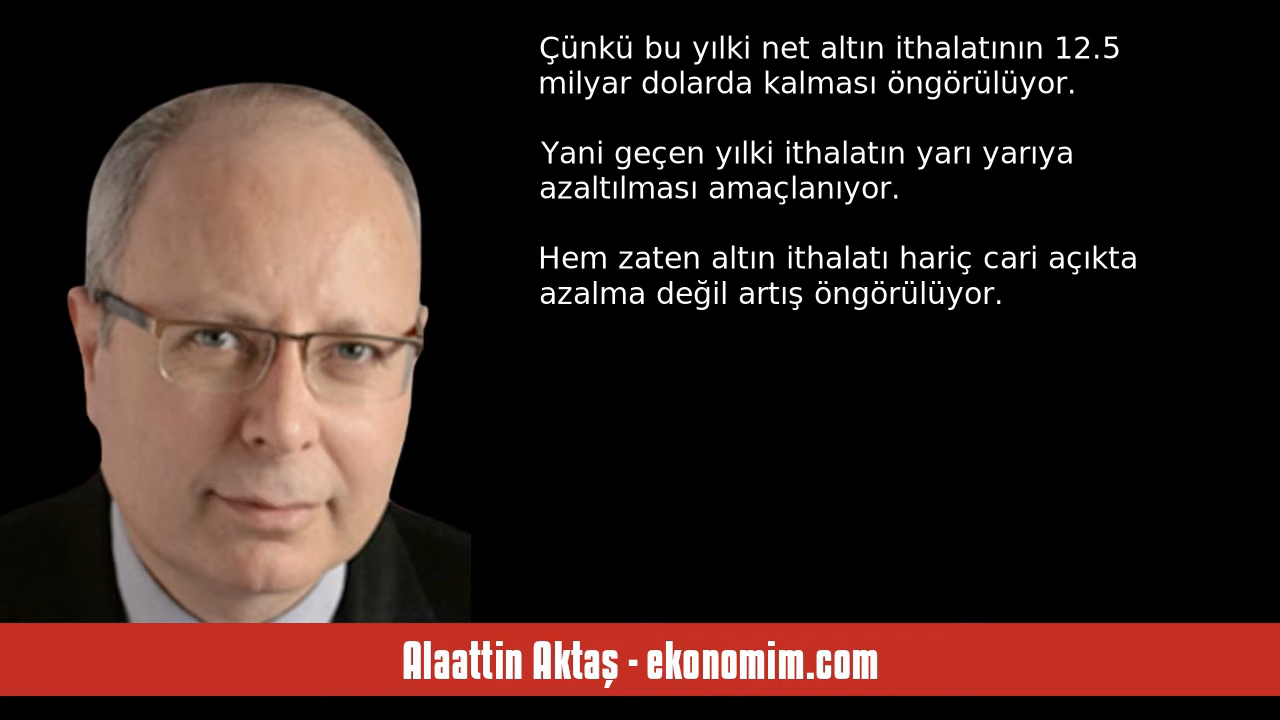 Çünkü bu yılki net altın ithalatının 12.5
milyar dolarda kalması öngörülüyor.
Yani geçen yılki ithalatın yarı yarıya
azaltılması amaçlanıyor.
Hem zaten altın ithalatı hariç cari açıkta
azalma değil artış öngörülüyor.
Alaattin Aktaş - ekonomim.com